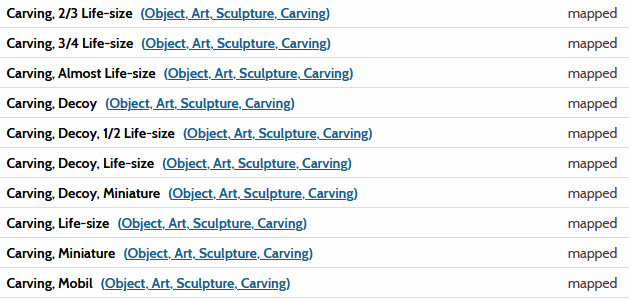 Carving, 2/3 Life-size (Object, Art, Sculpture, Carving) mapped
Carving, 3/4 Life-size (Object, Art, Sculpture, Carving) mapped
Carving, Almost Life-size (Object, Art, Sculpture, Carving) mapped
Carving, Decoy (Object, Art, Sculpture, Carving) mapped
Carving, Decoy, 1/2 Life-size (Object, Art, Sculpture, Carving) mapped
Carving, Decoy, Life-size (Object, Art, Sculpture, Carving) mapped
Carving, Decoy, Miniature (Object, Art, Sculpture, Carving) mapped
Carving, Life-size (Object, Art, Sculpture, Carving) mapped
Carving, Miniature (Object, Art, Sculpture, Carving) mapped
Carving, Mobil (Object, Art, Sculpture, Carving) mapped